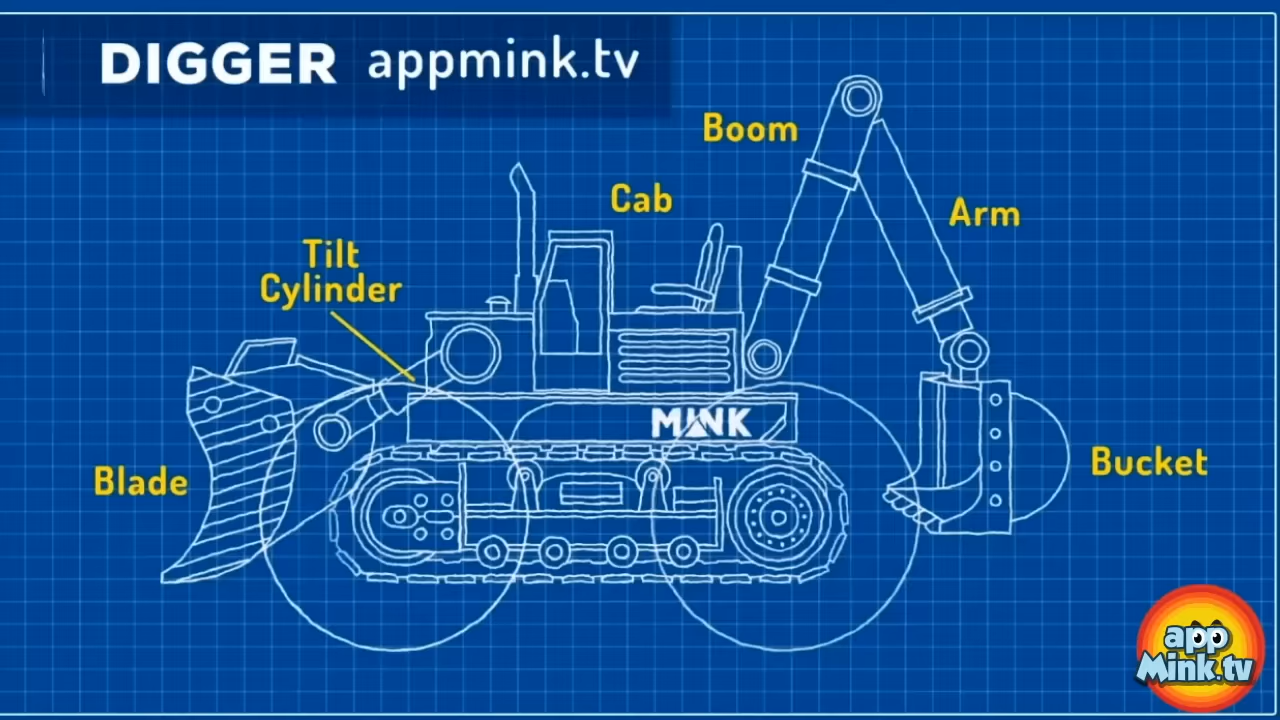 DIGGER appmink.tv
Boom
Cab
Arm
Tilt
Cylinder
MINK
Blade
Bucket
app
Mink.tv